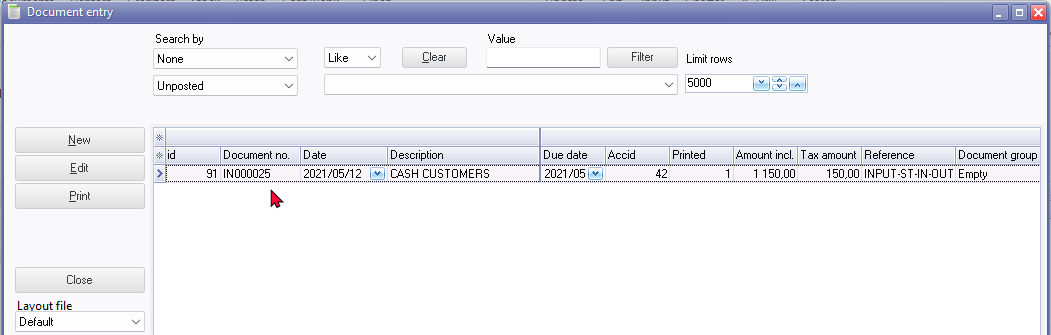 Document entry
Search by
Value
None
Like
Clear
Filter
Limit rows
Unposted
5000
New
Edit
Print
Close
Layout file
Default
id Document no. Date Description Due date Accid Printed Amount incl. Tax amount Reference Document group
91 IN000025 2021/05/12 CASH CUSTOMERS 2021/05 42 1 1 150,00 150,00 INPUT-ST-IN-OUT Empty